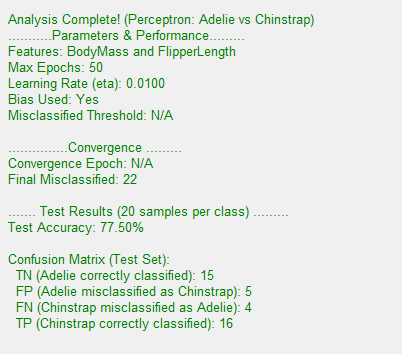 Analysis Complete! (Perceptron: Adelie vs Chinstrap)
............Parameters & Performance..........
Features: BodyMass and FlipperLength
Max Epochs: 50
Learning Rate (eta): 0.0100
Bias Used: Yes
Misclassified Threshold: N/A
................Convergence ..........
Convergence Epoch: N/A
Final Misclassified: 22
....... Test Results (20 samples per class) ..........
Test Accuracy: 77.50%
Confusion Matrix (Test Set):
TN (Adelie correctly classified): 15
FP (Adelie misclassified as Chinstrap): 5
FN (Chinstrap misclassified as Adelie): 4
TP (Chinstrap correctly classified): 16